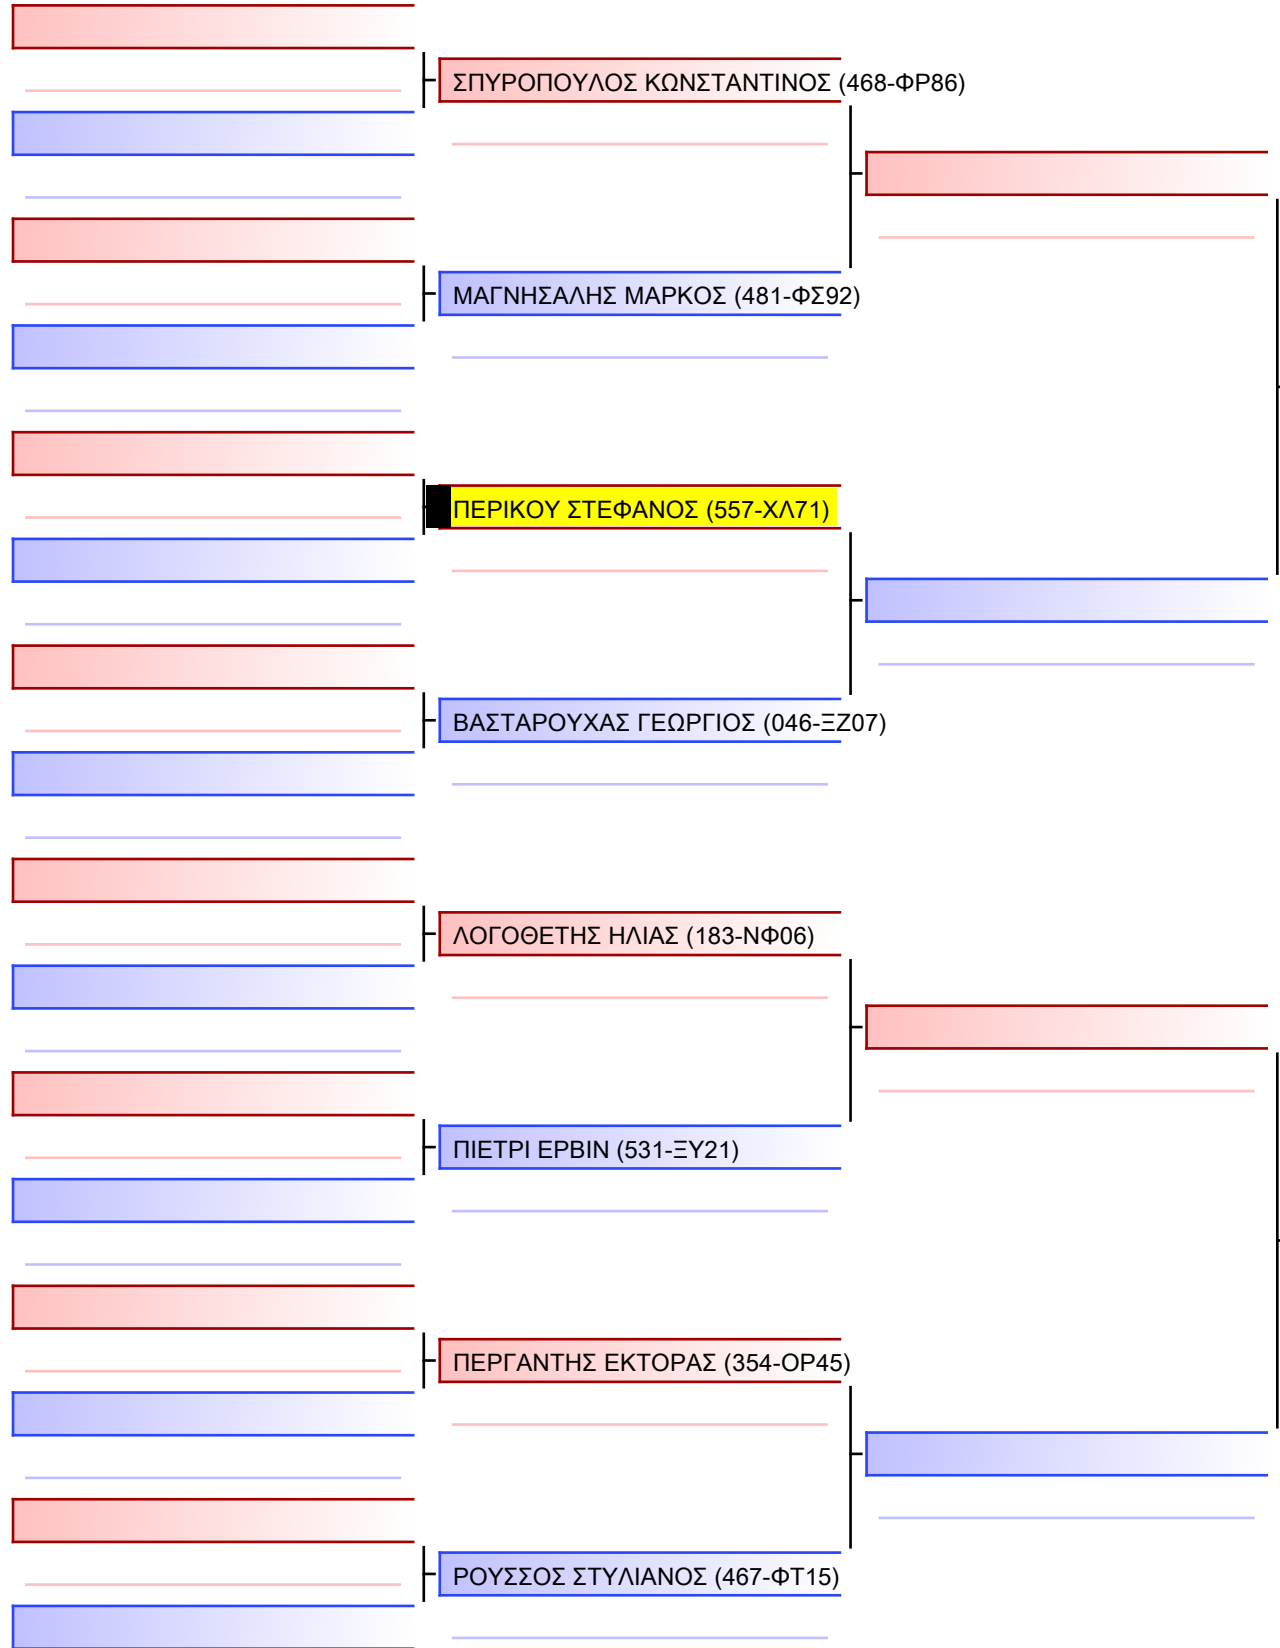 ΣΠΥΡΟΠΟΥΛΟΣ ΚΩΝΣΤΑΝΤΙΝΟΣ (468-ΦΡ86)
ΜΑΓΝΗΣΑΛΗΣ ΜΑΡΚΟΣ (481-ΦΣ92)
ΠΕΡΙΚΟΥ ΣΤΕΦΑΝΟΣ (557-ΧΛ71)
ΒΑΣΤΑΡΟΥΧΑΣ ΓΕΩΡΓΙΟΣ (046-ΞΖ07)
ΛΟΓΟΘΕΤΗΣ ΗΛΙΑΣ (183-ΝΦ06)
ΠΙΕΤΡΙ ΕΡΒΙΝ (531-ΞΥ21)
ΠΕΡΓΑΝΤΗΣ ΕΚΤΟΡΑΣ (354-ΟΡ45)
ΡΟΥΣΣΟΣ ΣΤΥΛΙΑΝΟΣ (467-ΦΤ15)